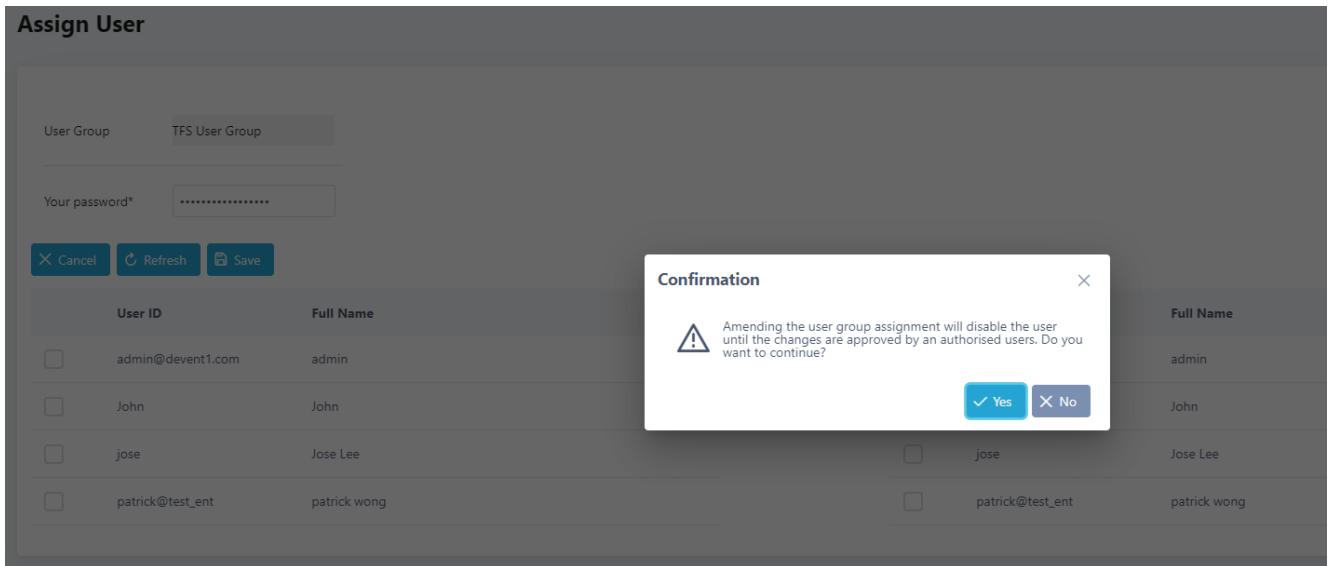 Assign User
User Group TFS User Group
Your password* •••••••••••••••••
Cancel Refresh Save
User ID Full Name Full Name
admin@devent1.com admin admin
John John John
jose Jose Lee jose Jose Lee
patrick@test_ent patrick wong patrick@test_ent patrick wong
Confirmation
Amending the user group assignment will disable the user
until the changes are approved by an authorised users. Do you
want to continue?
Yes No